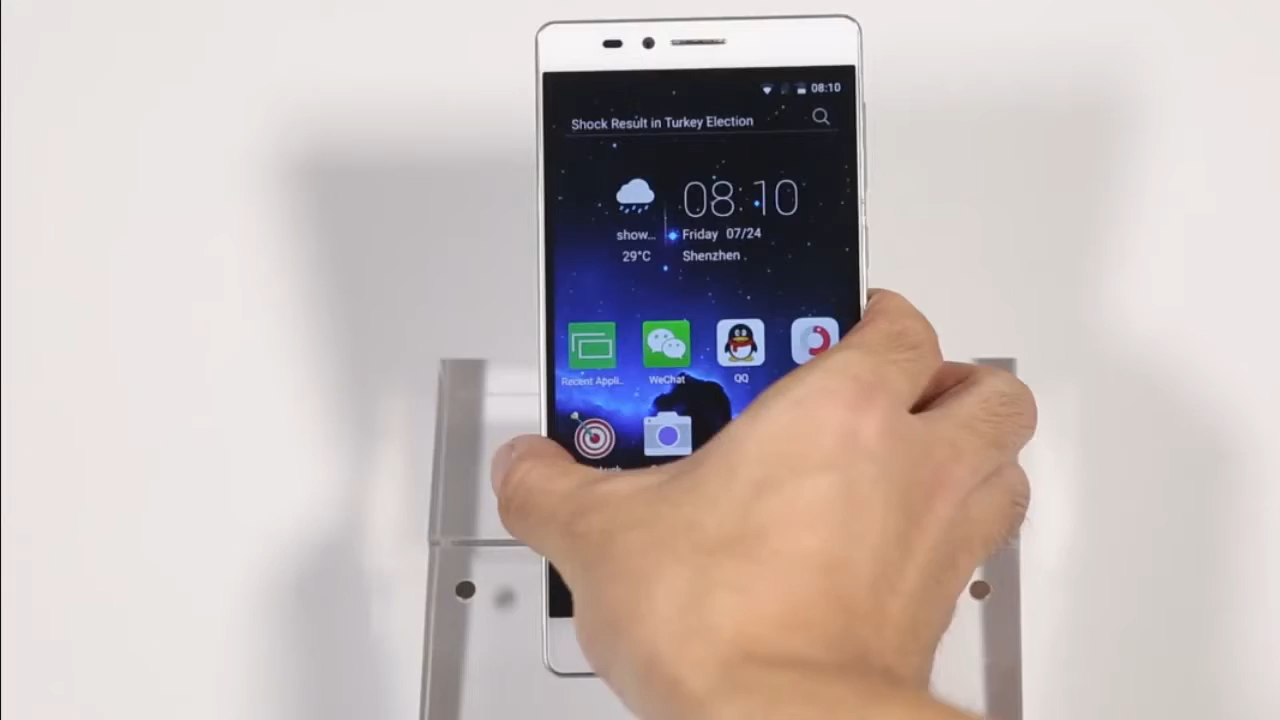 08:10
Shock Result in Turkey Election
08:10
show...
Friday 07/24
29°C
Shenzhen
Recent Appli..
WeChat
QQ